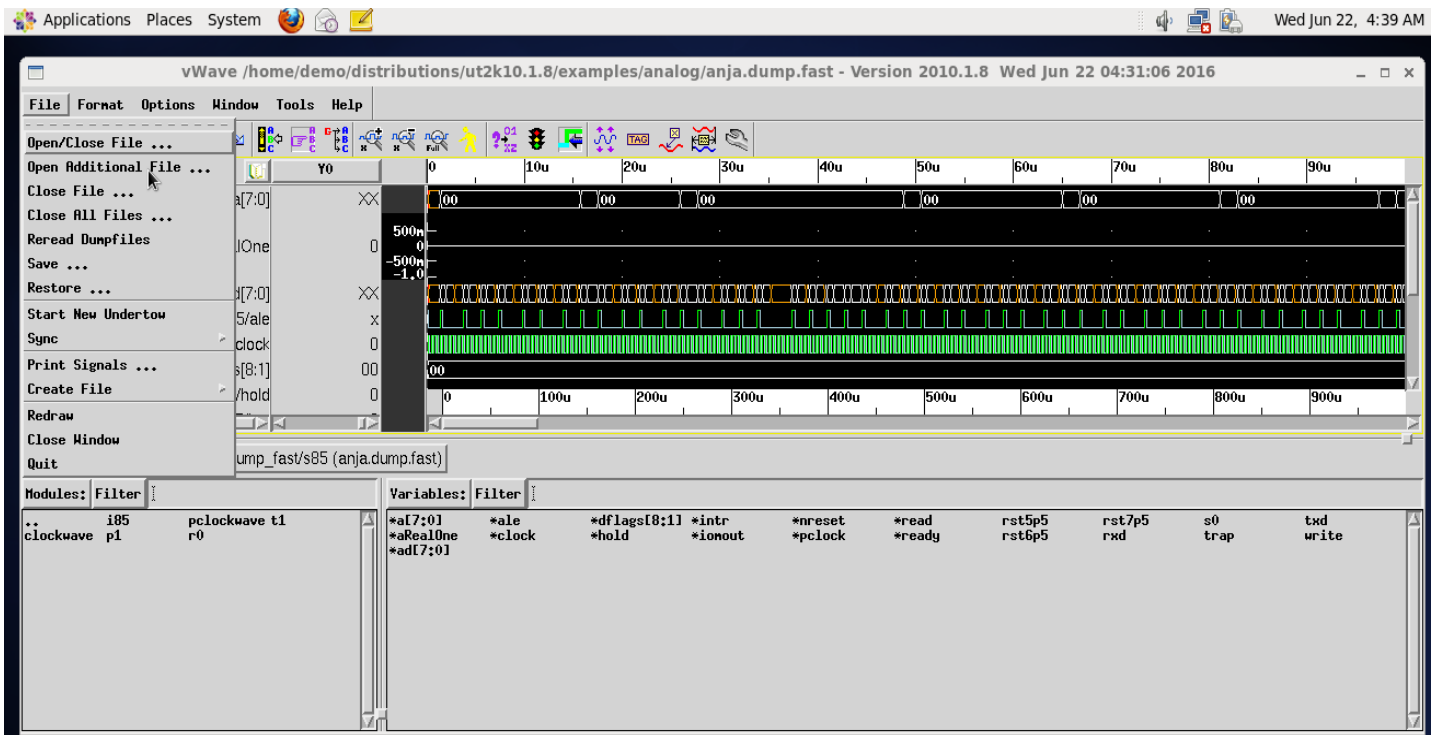 Applications Places System Wed Jun 22, 4:39 AM
vWave /home/demo/distributions/ut2k10.1.8/examples/analog/anja.dump.fast - Version 2010.1.8 Wed Jun 22 04:31:06 2016
File Format Options Window Tools Help
Open/Close File ...
Open Additional File ...
Close File ...
Close All Files ...
Reread Dumpfiles
Save ...
Restore ...
Start New Undertow
Sync
Print Signals ...
Create File
Redraw
Close Window
Quit
Full TAG
Y0 0 10u 20u 30u 40u 50u 60u 70u 80u 90u
a[7:0] XX 00 00 00 00 00 00
500m
lOne 0 0
-500m
-1.0
d[7:0] XX
5/ale x
clock 0
s[8:1] 00 00
/hold 0 0 100u 200u 300u 400u 500u 600u 700u 800u 900u
ump_fast/s85 (anja.dump.fast)
Modules: Filter
.. i85 pclockwave t1
clockwave p1 r0
Variables: Filter
*a[7:0] *ale *dflags[8:1] *intr *nreset *read rst5p5 rst7p5 s0 txd
*aRealOne *clock *hold *iomout *pclock *ready rst6p5 rxd trap write
*ad[7:0]